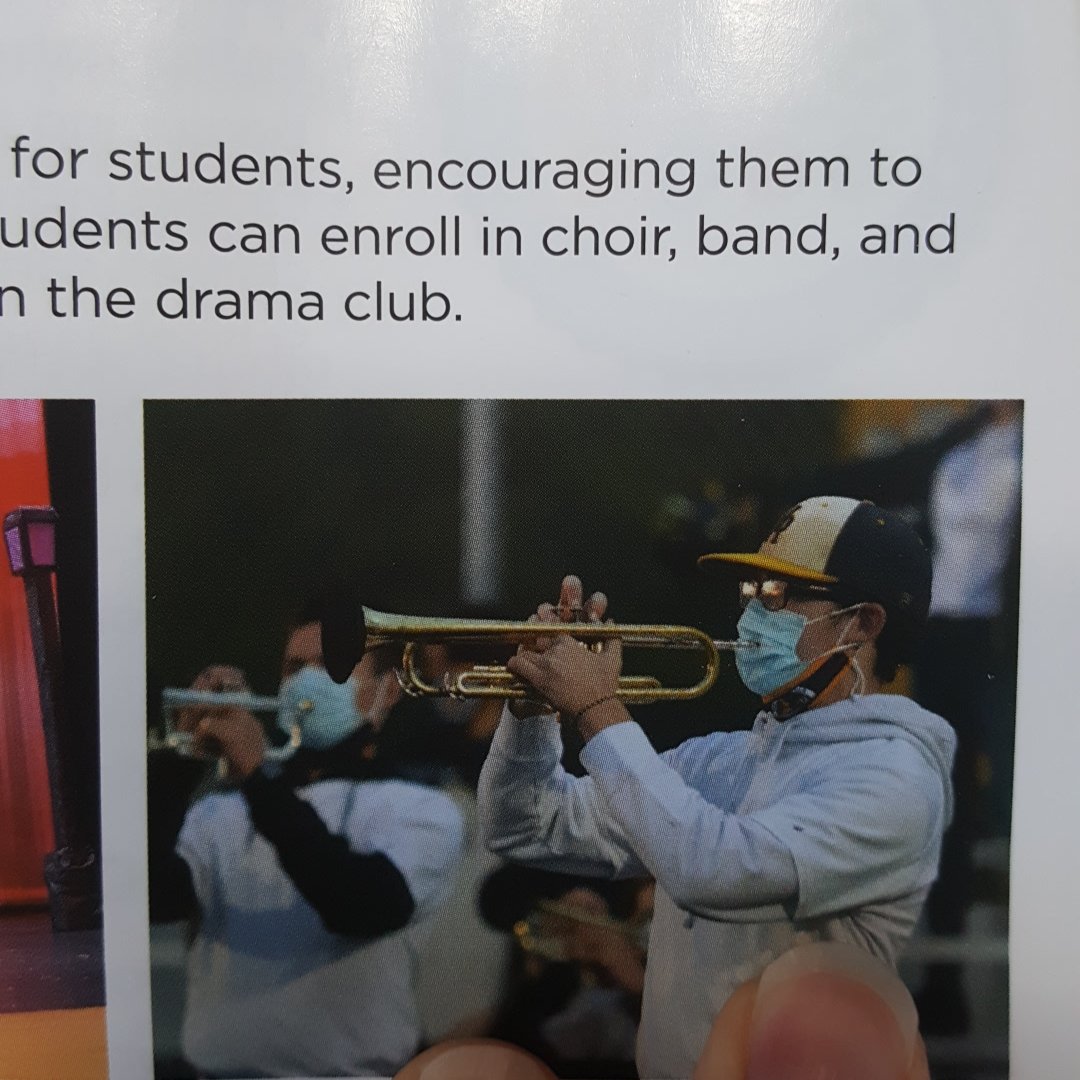 for students, encouraging them to
udents can enroll in choir, band, and
n the drama club.